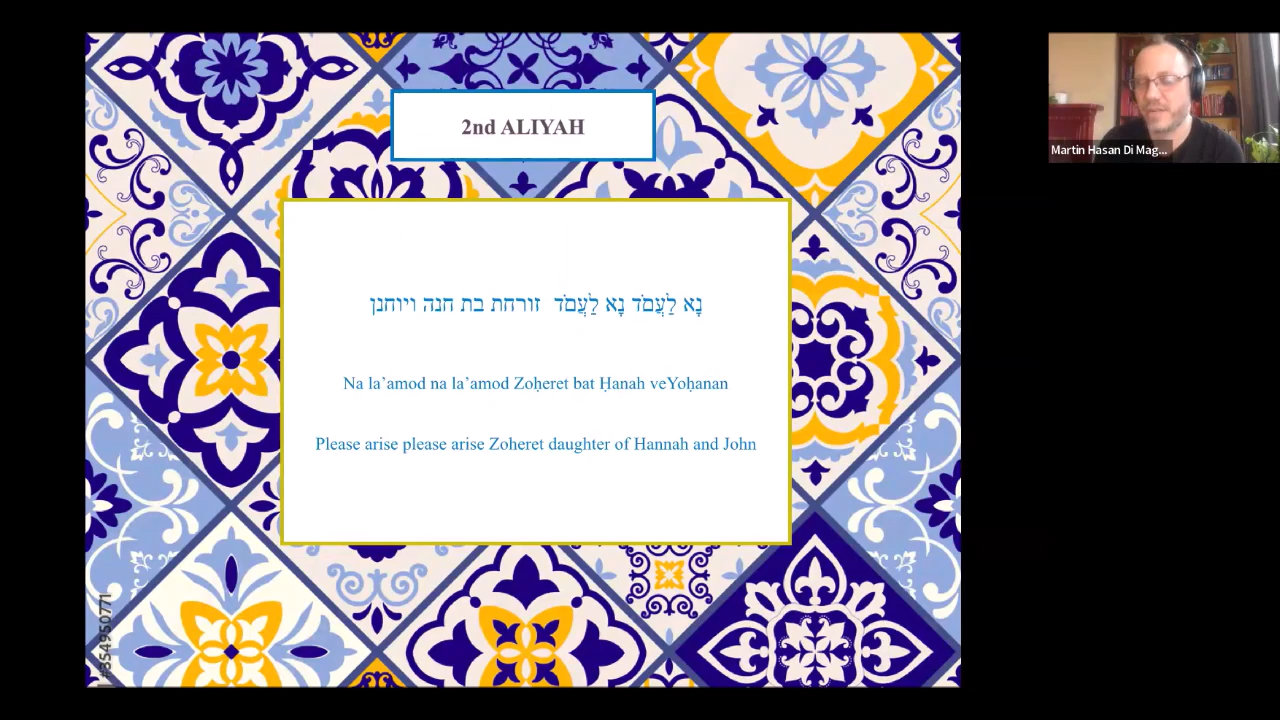 2nd ALIYAH
נָא לַעֲמֹד נָא לַעֲמֹד זורחת בת חנה ויוחנן
Na la’amod na la’amod Zoḥeret bat Ḥanah veYoḥanan
Please arise please arise Zoheret daughter of Hannah and John
Martin Hasan Di Mag...
#354950771